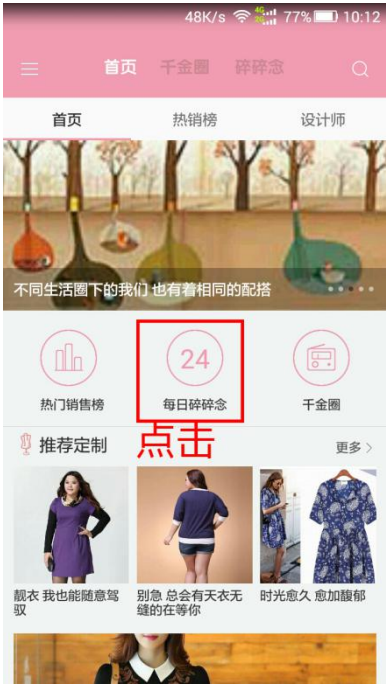 48K/s 4G 2G 77% 10:12
首页 千金圈 碎碎念
首页 热销榜 设计师
不同生活圈下的我们 也有着相同的配搭
24
热门销售榜 每日碎碎念 千金圈
点击
推荐定制 更多
靓衣 我也能随意驾
驭
别急 总会有天衣无
缝的在等你
时光愈久 愈加馥郁